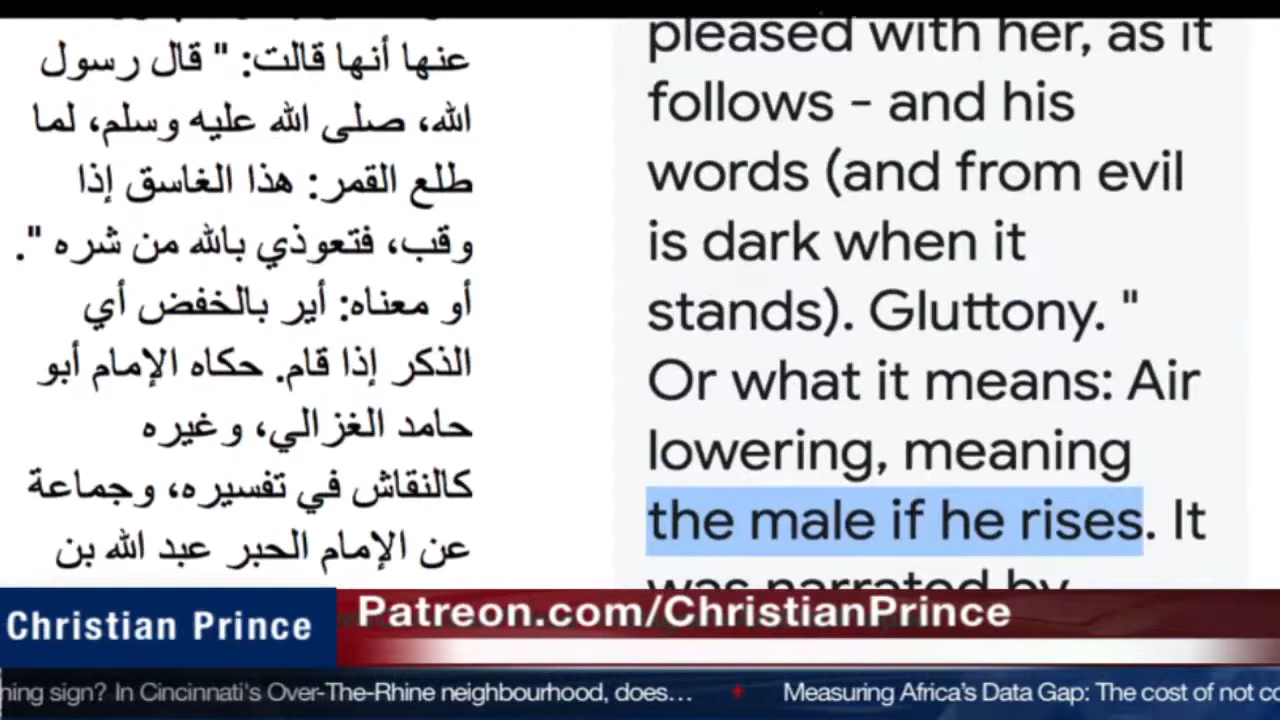 عنها أنها قالت: " قال رسول
الله، صلى الله عليه وسلم، لما
طلع القمر: هذا الغاسق إذا
وقب، فتعوذي بالله من شره ".
أو معناه: أير بالخفض أي
الذكر إذا قام. حكاه الإمام أبو
حامد الغزالي، وغيره
كالنقاش في تفسيره، وجماعة
عن الإمام الحبر عبد الله بن
pleased with her, as it
follows - and his
words (and from evil
is dark when it
stands). Gluttony. "
Or what it means: Air
lowering, meaning
the male if he rises. It
was narrated by
Christian Prince
Patreon.com/ChristianPrince
ning sign? In Cincinnati's Over-The-Rhine neighbourhood, does... Measuring Africa's Data Gap: The cost of not co